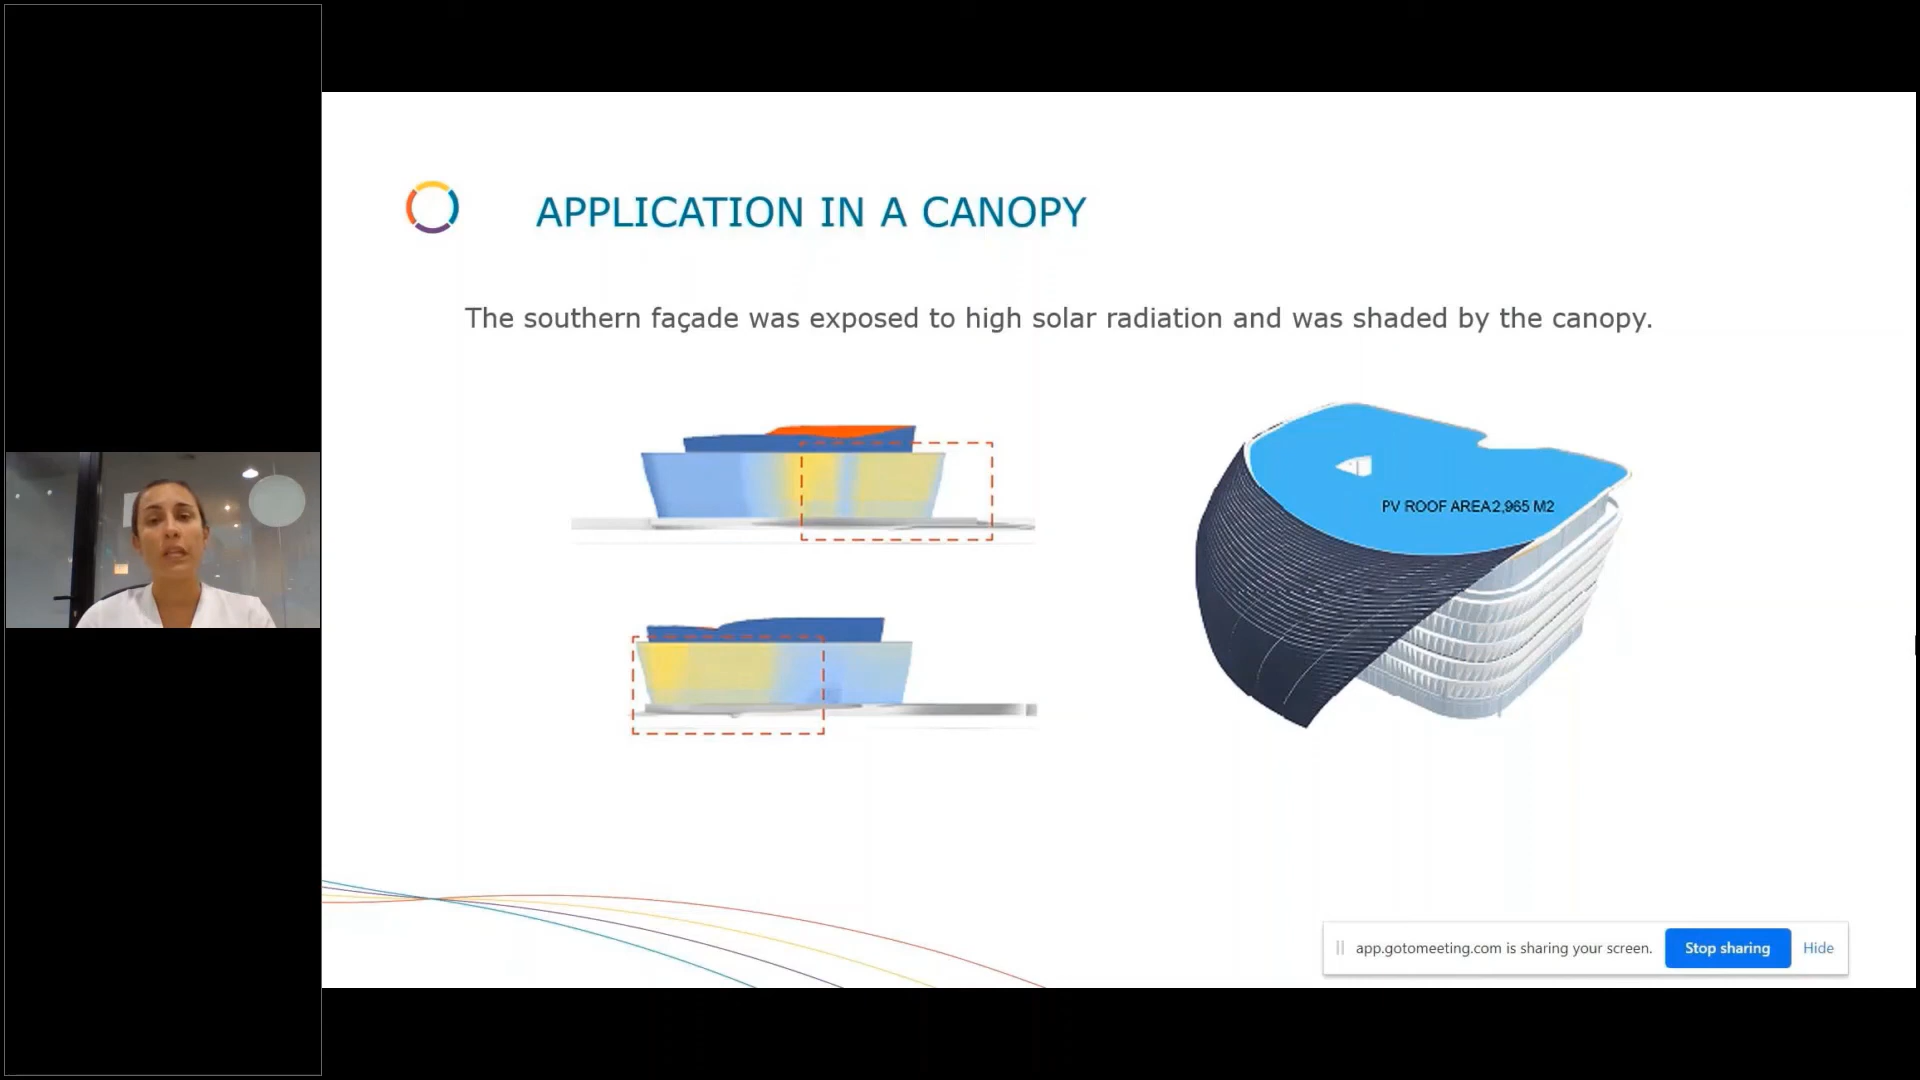 APPLICATION IN A CANOPY
The southern façade was exposed to high solar radiation and was shaded by the canopy.
PV ROOF AREA2,965 M2
app.gotomeeting.com is sharing your screen.
Stop sharing
Hide